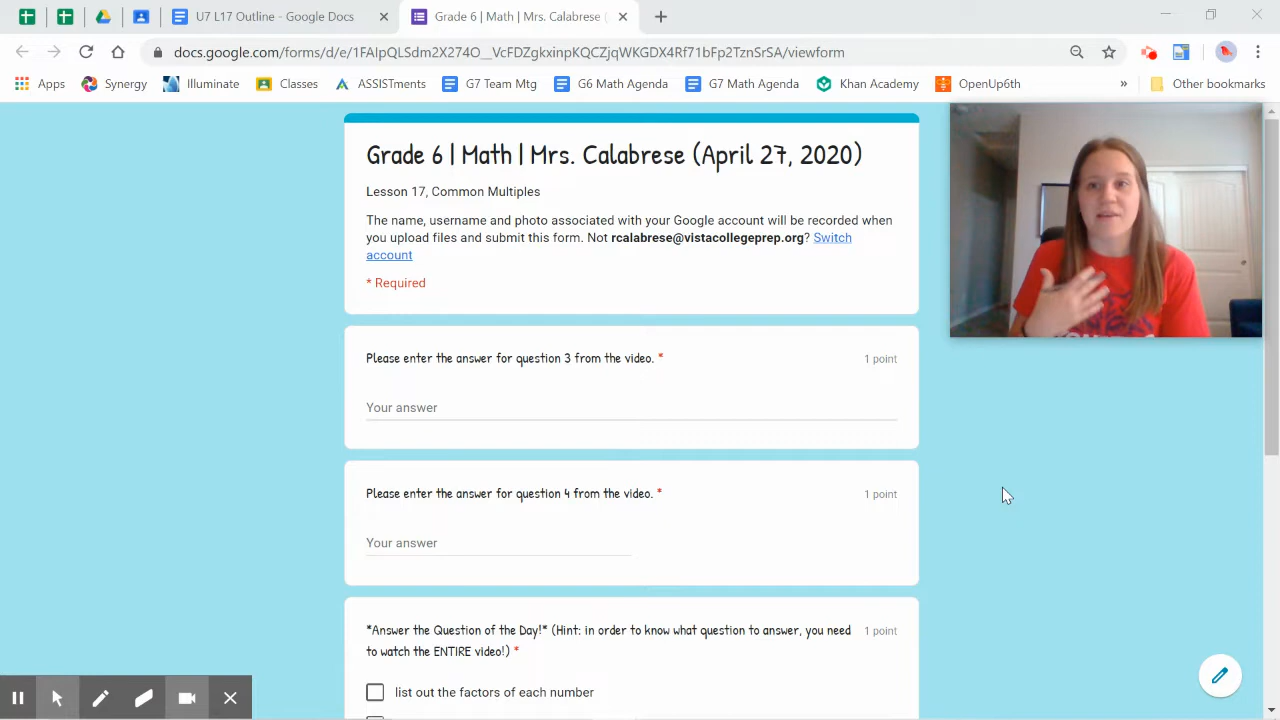 U7 L17 Outline - Google Docs
Grade 6 | Math | Mrs. Calabrese (
docs.google.com/forms/d/e/1FAIpQLSdm2X274O__VcFDZgkxinpKQCZjqWKGDX4Rf71bFp2TznSrSA/viewform
Apps Synergy Illuminate Classes ASSISTments G7 Team Mtg G6 Math Agenda G7 Math Agenda Khan Academy OpenUp6th » Other bookmarks
Grade 6 | Math | Mrs. Calabrese (April 27, 2020)
Lesson 17, Common Multiples
The name, username and photo associated with your Google account will be recorded when
you upload files and submit this form. Not rcalabrese@vistacollegeprep.org? Switch
account
* Required
Please enter the answer for question 3 from the video. *
1 point
Your answer
Please enter the answer for question 4 from the video. *
1 point
Your answer
*Answer the Question of the Day!* (Hint: in order to know what question to answer, you need
to watch the ENTIRE video!) *
1 point
list out the factors of each number